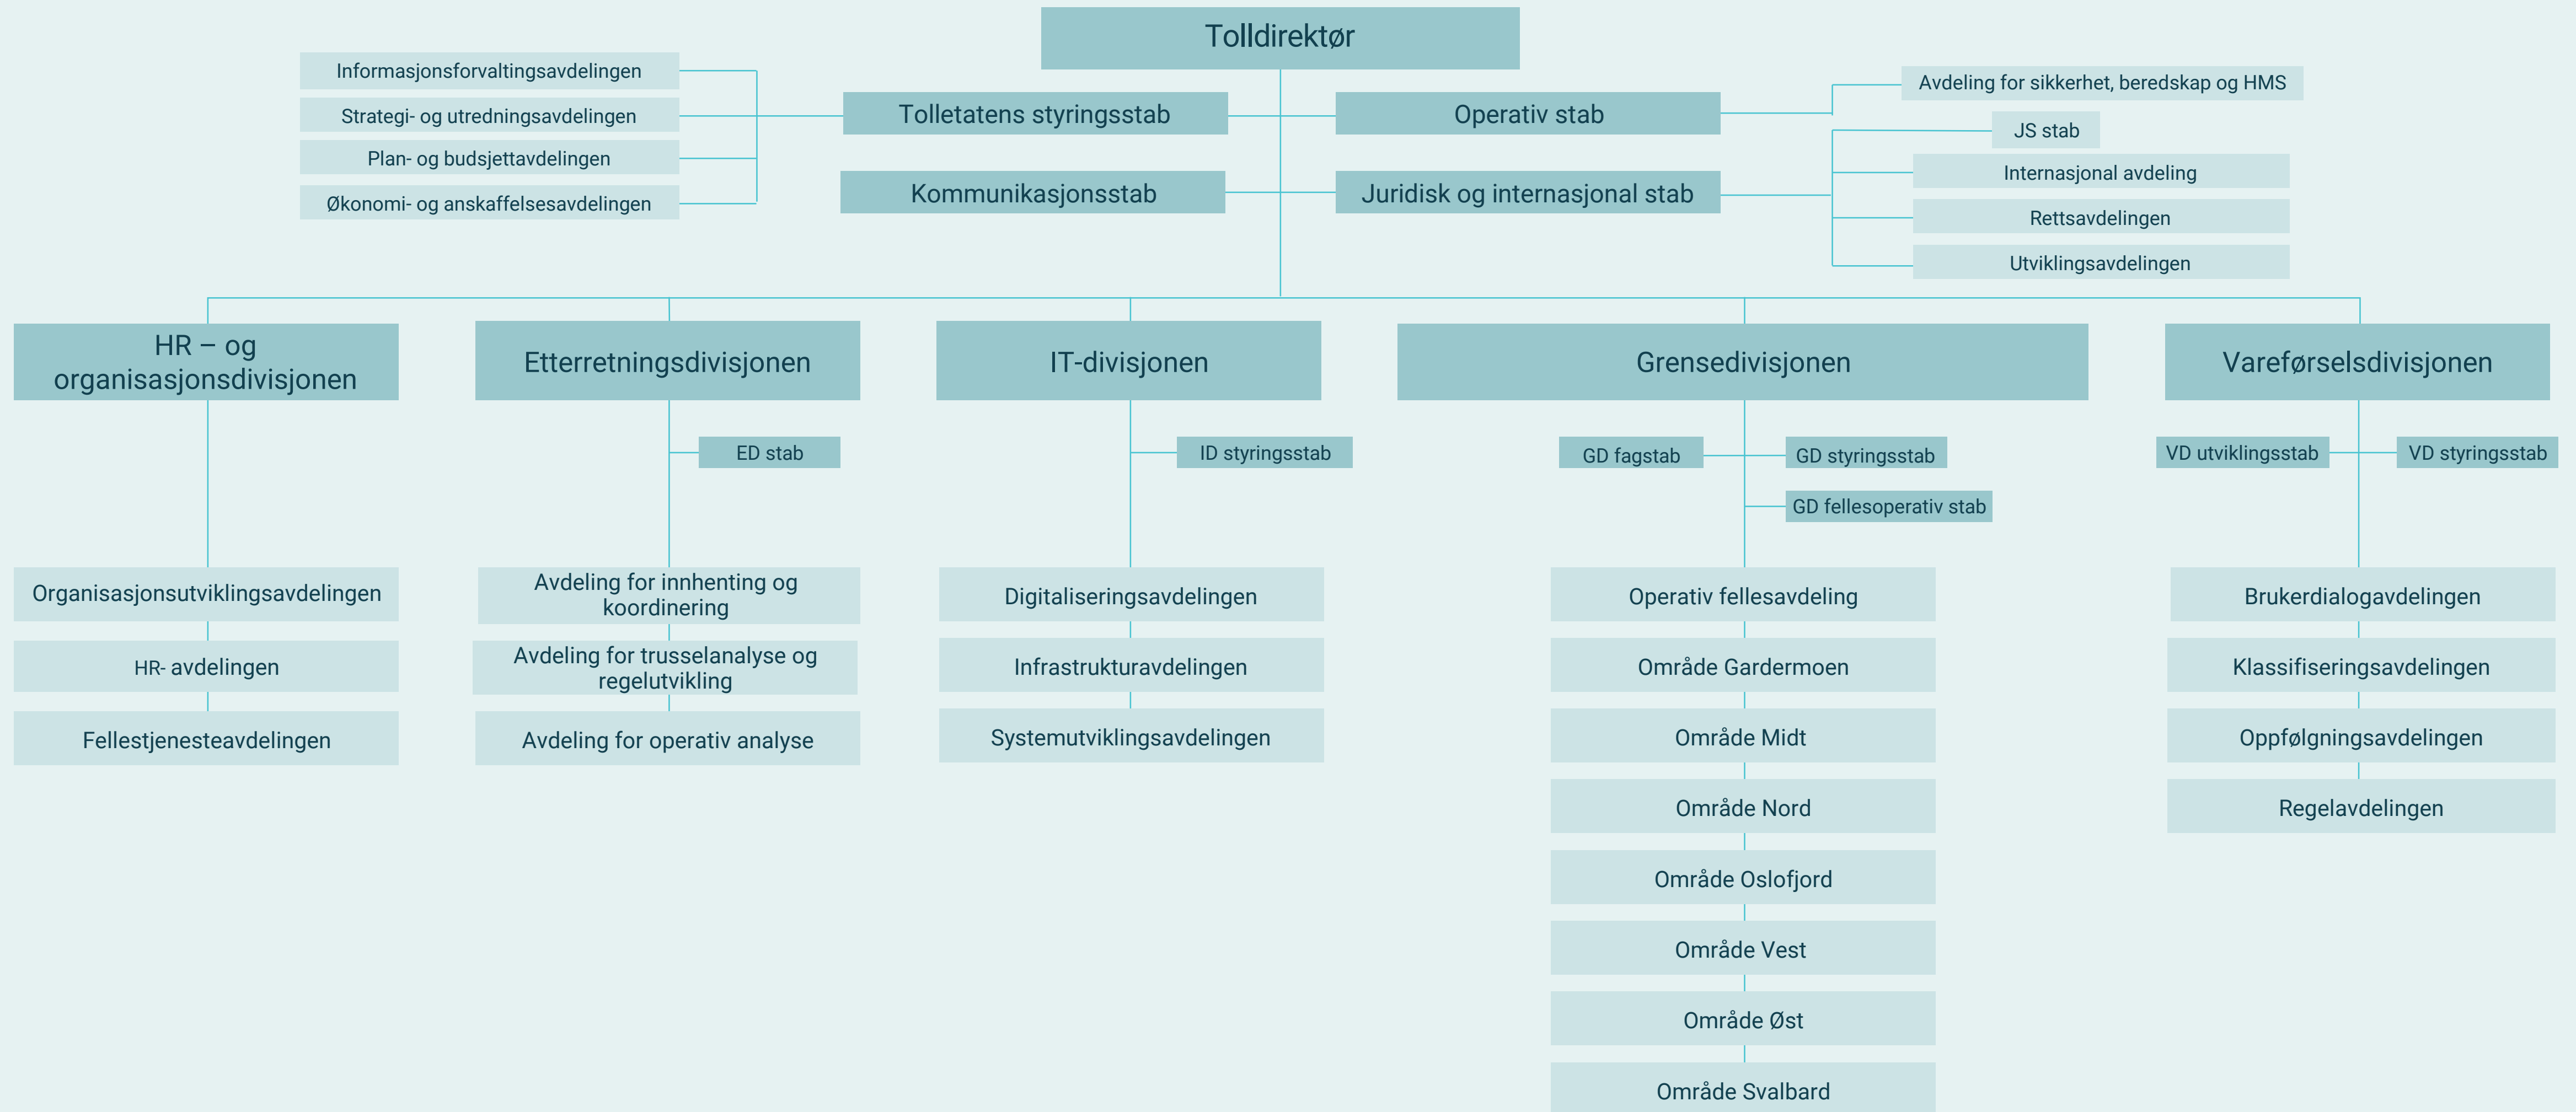 Tolldirektør
Informasjonsforvaltingsavdelingen
Strategi- og utredningsavdelingen
Plan- og budsjettavdelingen
Økonomi- og anskaffelsesavdelingen
Tolletatens styringsstab
Kommunikasjonsstab
Operativ stab
Juridisk og internasjonal stab
Avdeling for sikkerhet, beredskap og HMS
JS stab
Internasjonal avdeling
Rettsavdelingen
Utviklingsavdelingen
HR – og
organisasjonsdivisjonen
Organisasjonsutviklingsavdelingen
HR- avdelingen
Fellestjenesteavdelingen
Etterretningsdivisjonen
ED stab
Avdeling for innhenting og
koordinering
Avdeling for trusselanalyse og
regelutvikling
Avdeling for operativ analyse
IT-divisjonen
ID styringsstab
Digitaliseringsavdelingen
Infrastrukturavdelingen
Systemutviklingsavdelingen
Grensedivisjonen
GD fagstab
GD styringsstab
GD fellesoperativ stab
Operativ fellesavdeling
Område Gardermoen
Område Midt
Område Nord
Område Oslofjord
Område Vest
Område Øst
Område Svalbard
Vareførselsdivisjonen
VD utviklingsstab
VD styringsstab
Brukerdialogavdelingen
Klassifiseringsavdelingen
Oppfølgningsavdelingen
Regelavdelingen